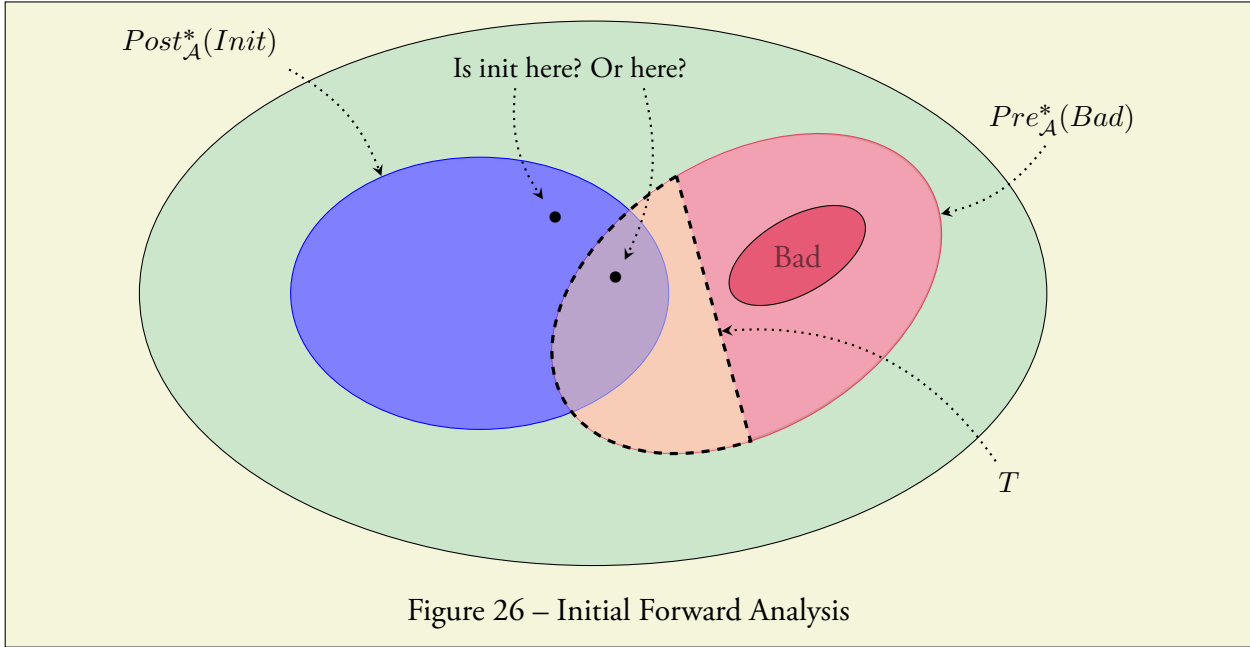 Post*_𝒜(Init)
Is init here? Or here?
Pre*_𝒜(Bad)
Bad
T
Figure 26 – Initial Forward Analysis